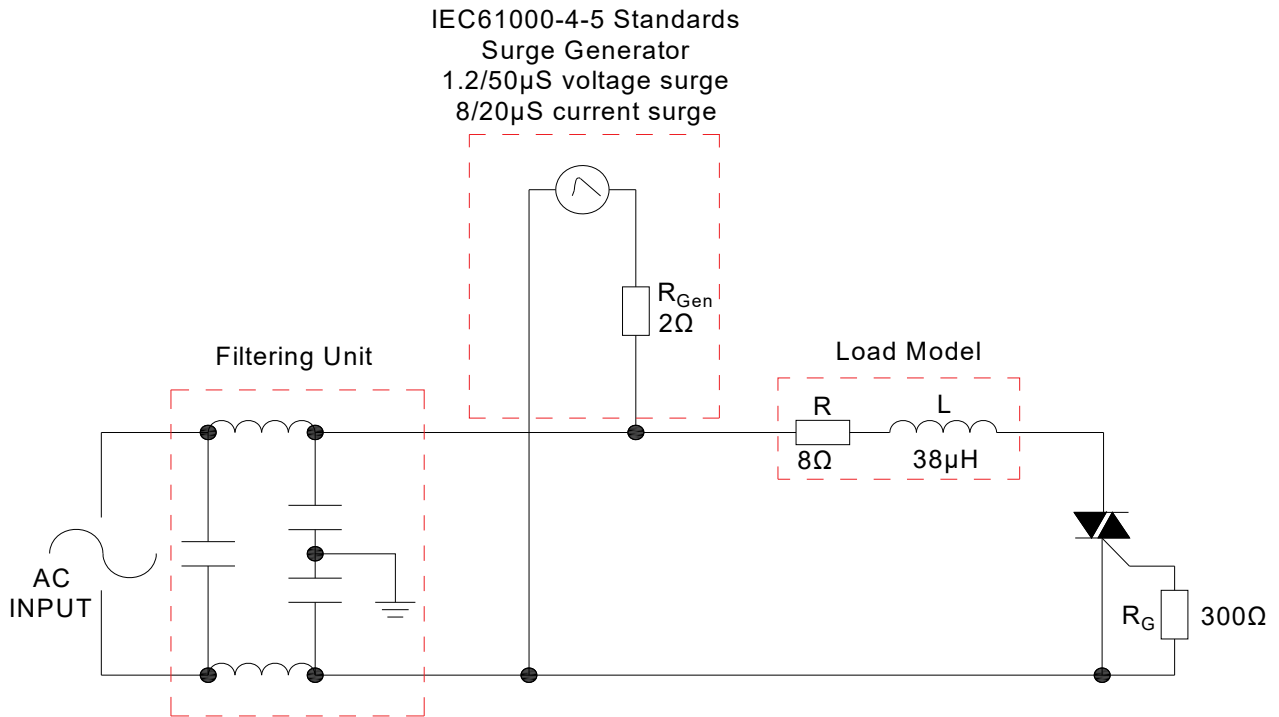 IEC61000-4-5 Standards
Surge Generator
1.2/50μS voltage surge
8/20μS current surge
RGen
2Ω
Filtering Unit
Load Model
R
L
8Ω
38μH
AC
INPUT
RG
300Ω